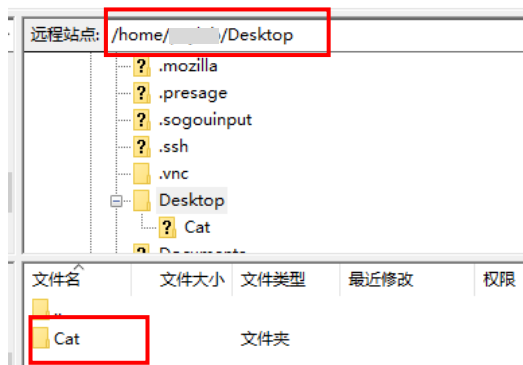 远程站点: /home/ /Desktop
.mozilla
.presage
.sogouinput
.ssh
.vnc
Desktop
Cat
Documents
文件名 文件大小 文件类型 最近修改 权限
..
Cat 文件夹